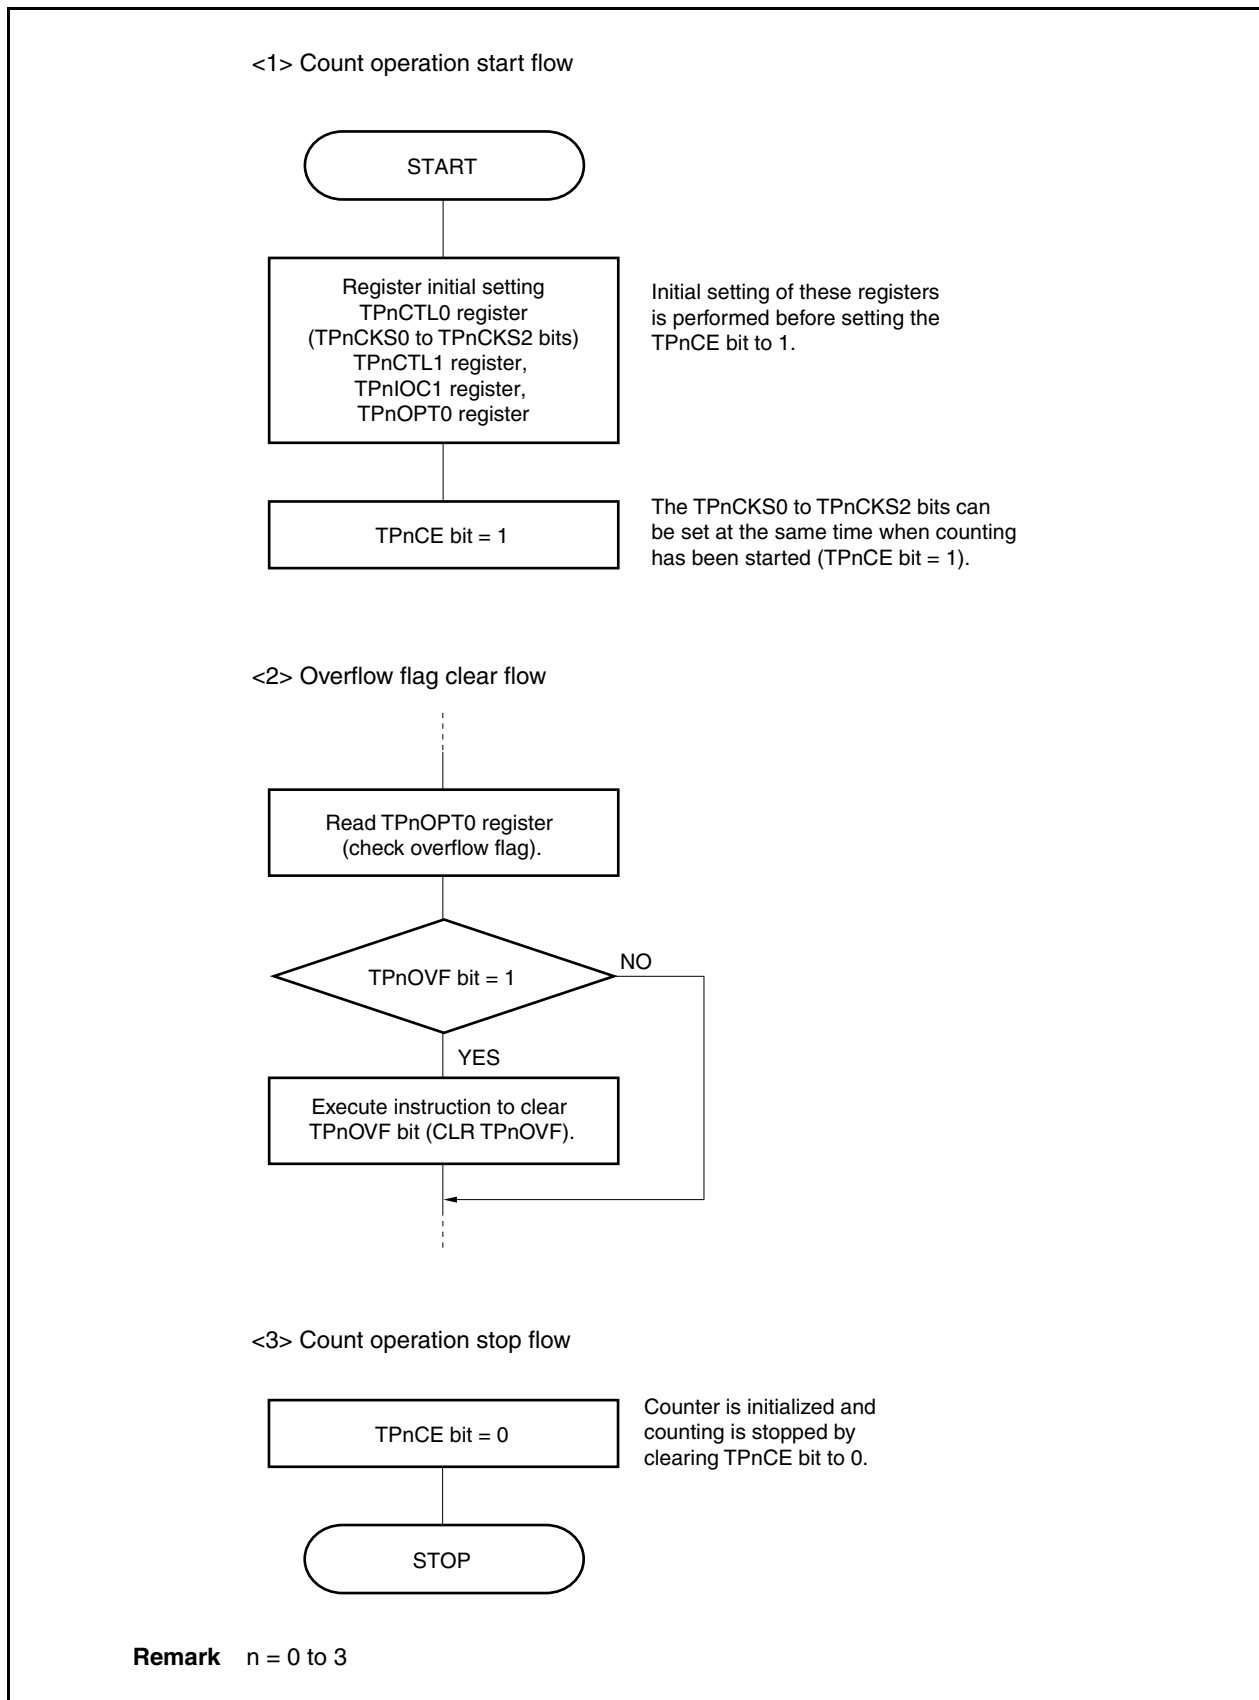 <1> Count operation start flow
START
Register initial setting
TPnCTL0 register
(TPnCKS0 to TPnCKS2 bits)
TPnCTL1 register,
TPnIOC1 register,
TPnOPT0 register
Initial setting of these registers
is performed before setting the
TPnCE bit to 1.
TPnCE bit = 1
The TPnCKS0 to TPnCKS2 bits can
be set at the same time when counting
has been started (TPnCE bit = 1).
<2> Overflow flag clear flow
Read TPnOPT0 register
(check overflow flag).
TPnOVF bit = 1
NO
YES
Execute instruction to clear
TPnOVF bit (CLR TPnOVF).
<3> Count operation stop flow
TPnCE bit = 0
Counter is initialized and
counting is stopped by
clearing TPnCE bit to 0.
STOP
Remark n = 0 to 3